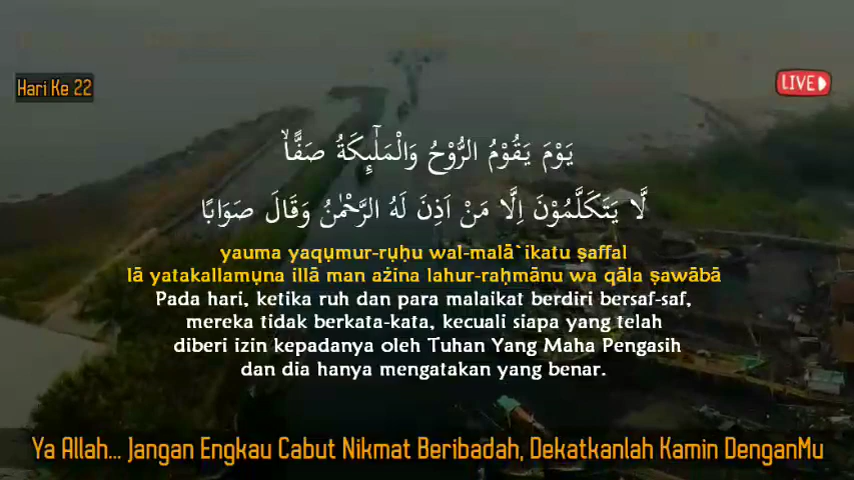 Hari Ke 22
LIVE
يَوْمَ يَقُوْمُ الرُّوْحُ وَالْمَلٰۤىِٕكَةُ صَفًّاۙ
لَّا يَتَكَلَّمُوْنَ اِلَّا مَنْ اَذِنَ لَهُ الرَّحْمٰنُ وَقَالَ صَوَابًا
yauma yaqụmur-rụḥu wal-malā`ikatu ṣaffal
lā yatakallamụna illā man ażina lahur-raḥmānu wa qāla ṣawābā
Pada hari, ketika ruh dan para malaikat berdiri bersaf-saf,
mereka tidak berkata-kata, kecuali siapa yang telah
diberi izin kepadanya oleh Tuhan Yang Maha Pengasih
dan dia hanya mengatakan yang benar.
Ya Allah... Jangan Engkau Cabut Nikmat Beribadah, Dekatkanlah Kamin DenganMu